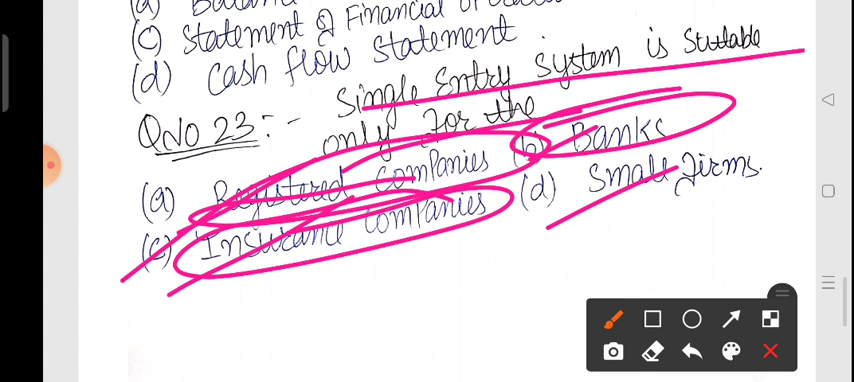 (a)
(c) Statement of Financial
(d) Cash flow statement.
Q.NO 23:- Single Entry System is Suitable
only for the
(a) Registered Companies (b) Banks
(c) Insurance Companies (d) Small firms.